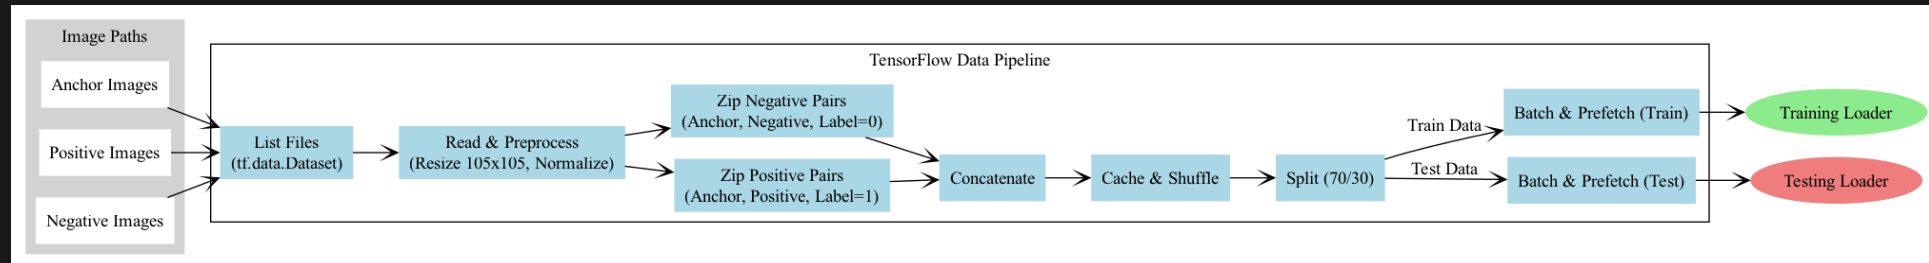 Image Paths
Anchor Images
Positive Images
Negative Images
TensorFlow Data Pipeline
List Files
(tf.data.Dataset)
Read & Preprocess
(Resize 105x105, Normalize)
Zip Negative Pairs
(Anchor, Negative, Label=0)
Zip Positive Pairs
(Anchor, Positive, Label=1)
Concatenate
Cache & Shuffle
Split (70/30)
Train Data
Test Data
Batch & Prefetch (Train)
Batch & Prefetch (Test)
Training Loader
Testing Loader